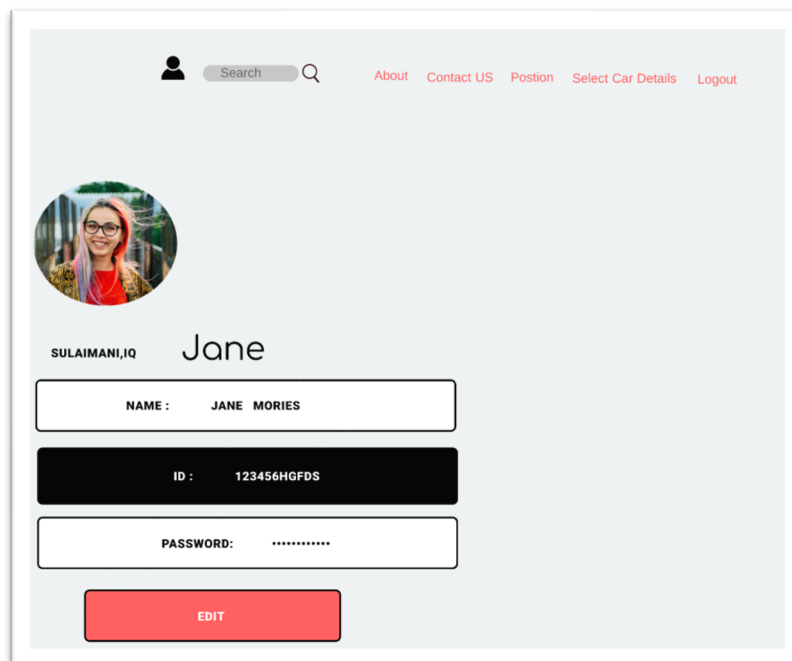 Search About Contact US Postion Select Car Details Logout
SULAIMANI,IQ Jane
NAME : JANE MORIES
ID : 123456HGFDS
PASSWORD: ••••••••••••
EDIT